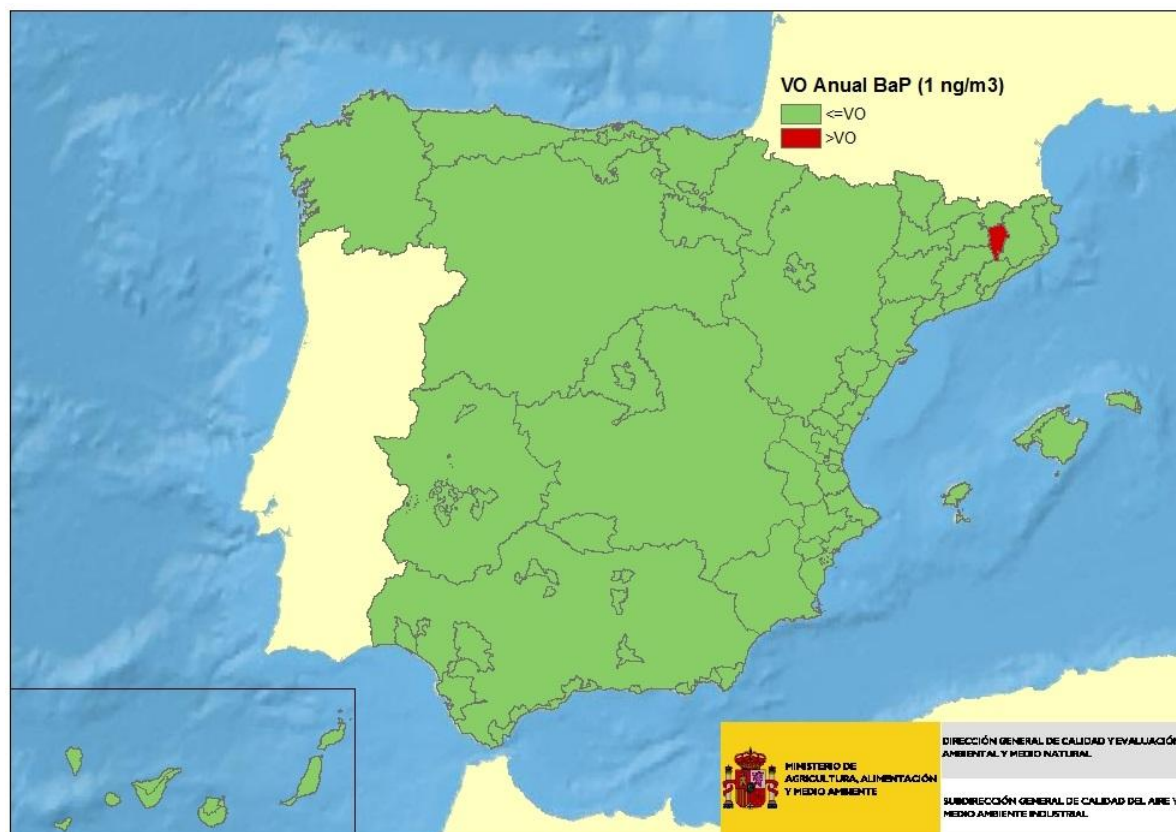 VO Anual BaP (1 ng/m3)
<=VO
>VO
MINISTERIO DE
AGRICULTURA, ALIMENTACIÓN
Y MEDIO AMBIENTE
DIRECCIÓN GENERAL DE CALIDAD Y EVALUACIÓN
AMBIENTAL Y MEDIO NATURAL
SUBDIRECCIÓN GENERAL DE CALIDAD DEL AIRE Y
MEDIO AMBIENTE INDUSTRIAL